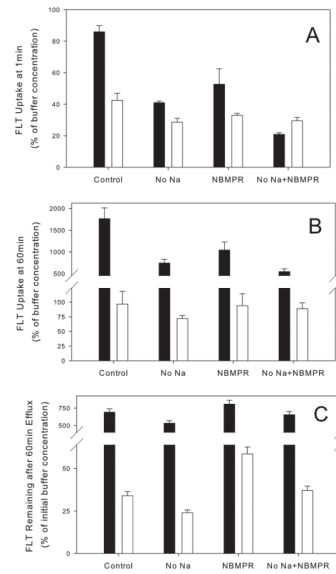 A
FLT Uptake at 1min
(% of buffer concentration)
100
80
60
40
20
0
Control No Na NBMPR No Na+NBMPR
B
FLT Uptake at 60min
(% of buffer concentration)
2000
1500
1000
500
100
75
50
25
0
Control No Na NBMPR No Na+NBMPR
C
FLT Remaining after 60min Efflux
(% of initial buffer concentration)
750
500
50
25
0
Control No Na NBMPR No Na+NBMPR